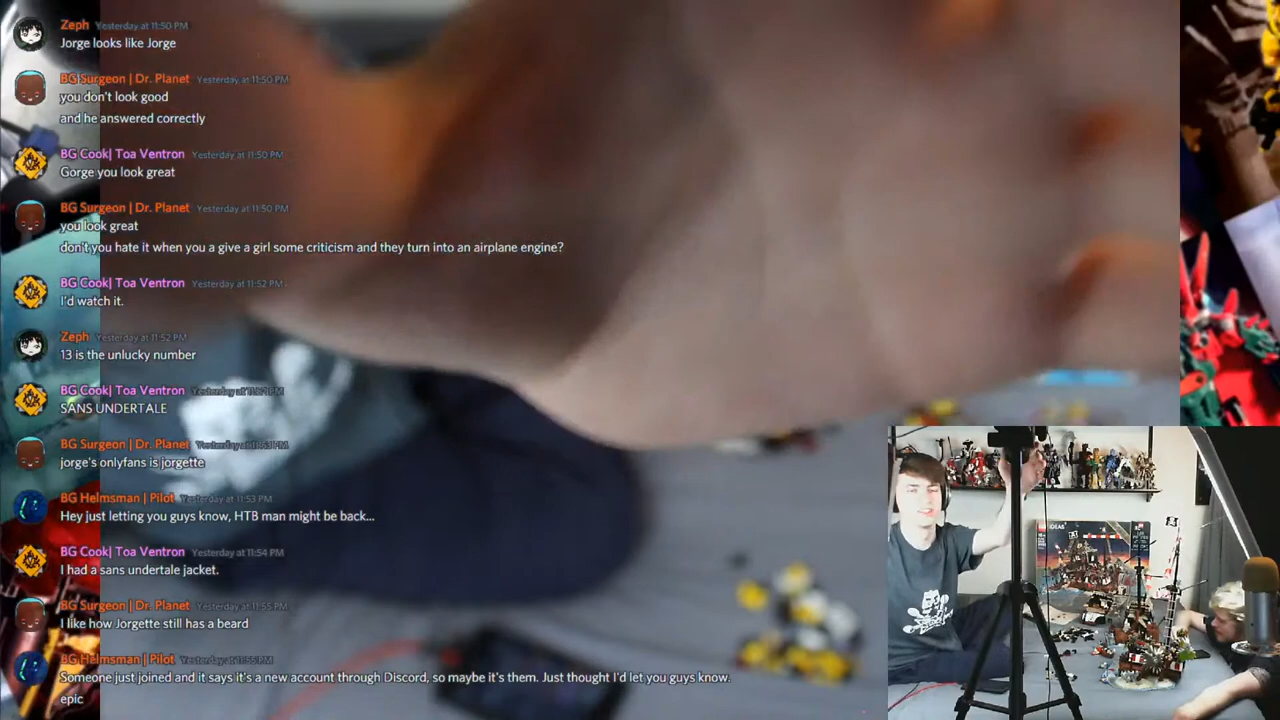 Zeph Yesterday at 11:50 PM
Jorge looks like Jorge
BG Surgeon | Dr. Planet Yesterday at 11:50 PM
you don't look good
and he answered correctly
BG Cook| Toa Ventron Yesterday at 11:50 PM
Gorge you look great
BG Surgeon | Dr. Planet Yesterday at 11:50 PM
you look great
don't you hate it when you a give a girl some criticism and they turn into an airplane engine?
BG Cook| Toa Ventron Yesterday at 11:52 PM
I'd watch it.
Zeph Yesterday at 11:52 PM
13 is the unlucky number
BG Cook| Toa Ventron
SANS UNDERTALE
BG Surgeon | Dr. Planet
jorge's onlyfans is jorgette
BG Helmsman | Pilot Yesterday at 11:53 PM
Hey just letting you guys know, HTB man might be back...
BG Cook| Toa Ventron Yesterday at 11:54 PM
I had a sans undertale jacket.
BG Surgeon | Dr. Planet Yesterday at 11:55 PM
I like how Jorgette still has a beard
BG Helmsman | Pilot Yesterday at 11:55 PM
Someone just joined and it says it's a new account through Discord, so maybe it's them. Just thought I'd let you guys know.
epic
IDEAS